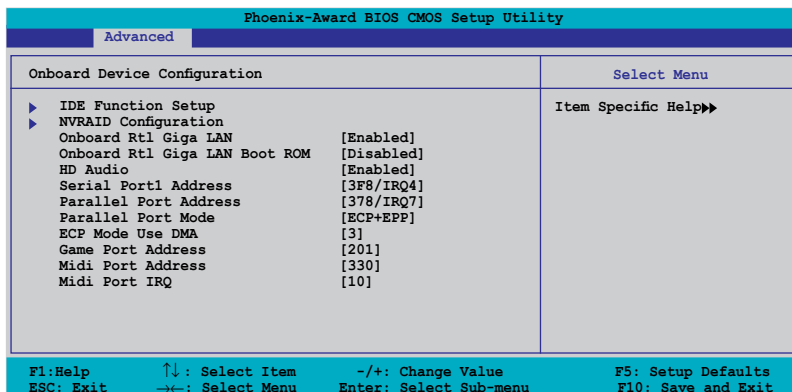 Phoenix-Award BIOS CMOS Setup Utility
Advanced
Onboard Device Configuration
Select Menu
IDE Function Setup
Item Specific Help
NVRAID Configuration
Onboard Rtl Giga LAN [Enabled]
Onboard Rtl Giga LAN Boot ROM [Disabled]
HD Audio [Enabled]
Serial Port1 Address [3F8/IRQ4]
Parallel Port Address [378/IRQ7]
Parallel Port Mode [ECP+EPP]
ECP Mode Use DMA [3]
Game Port Address [201]
Midi Port Address [330]
Midi Port IRQ [10]
F1:Help ↑↓: Select Item -/+: Change Value F5: Setup Defaults
ESC: Exit →←: Select Menu Enter: Select Sub-menu F10: Save and Exit